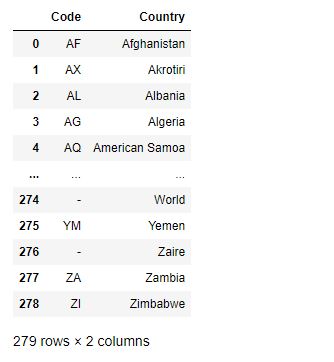 Code Country
0 AF Afghanistan
1 AX Akrotiri
2 AL Albania
3 AG Algeria
4 AQ American Samoa
... ... ...
274 - World
275 YM Yemen
276 - Zaire
277 ZA Zambia
278 ZI Zimbabwe
279 rows × 2 columns